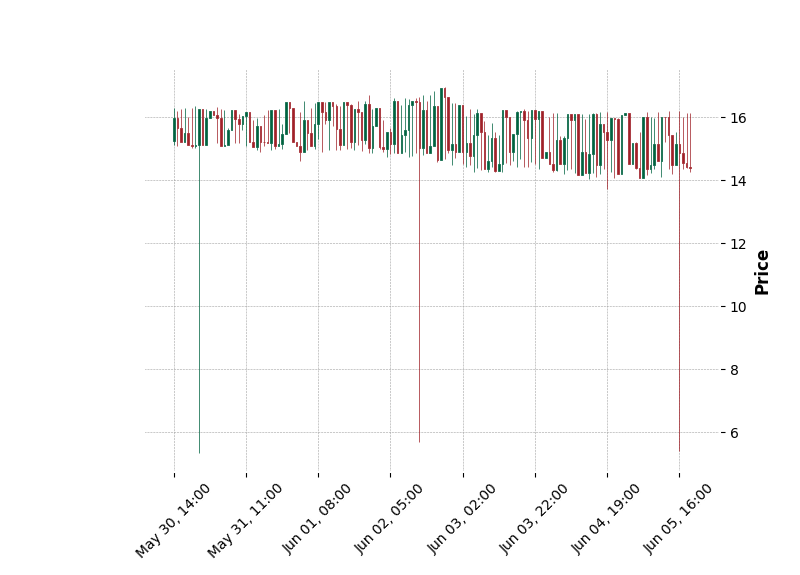 16
14
12
10
8
6
Price
May 30, 14:00
May 31, 11:00
Jun 01, 08:00
Jun 02, 05:00
Jun 03, 02:00
Jun 03, 22:00
Jun 04, 19:00
Jun 05, 16:00